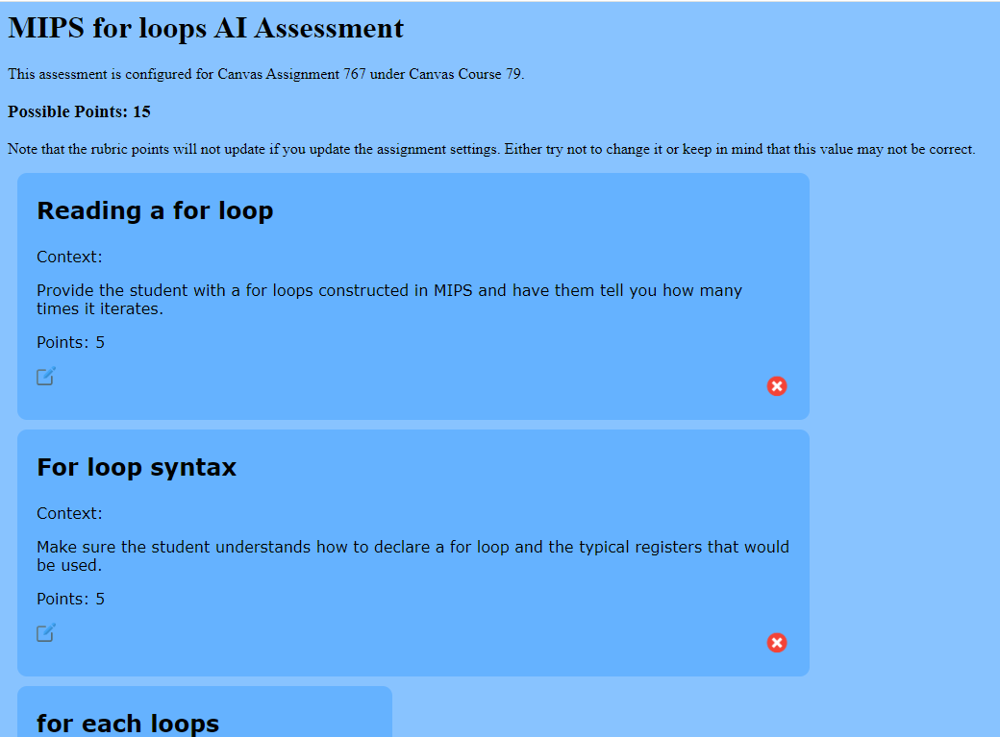 MIPS for loops AI Assessment
This assessment is configured for Canvas Assignment 767 under Canvas Course 79.
Possible Points: 15
Note that the rubric points will not update if you update the assignment settings. Either try not to change it or keep in mind that this value may not be correct.
Reading a for loop
Context:
Provide the student with a for loops constructed in MIPS and have them tell you how many
times it iterates.
Points: 5
For loop syntax
Context:
Make sure the student understands how to declare a for loop and the typical registers that would
be used.
Points: 5
for each loops